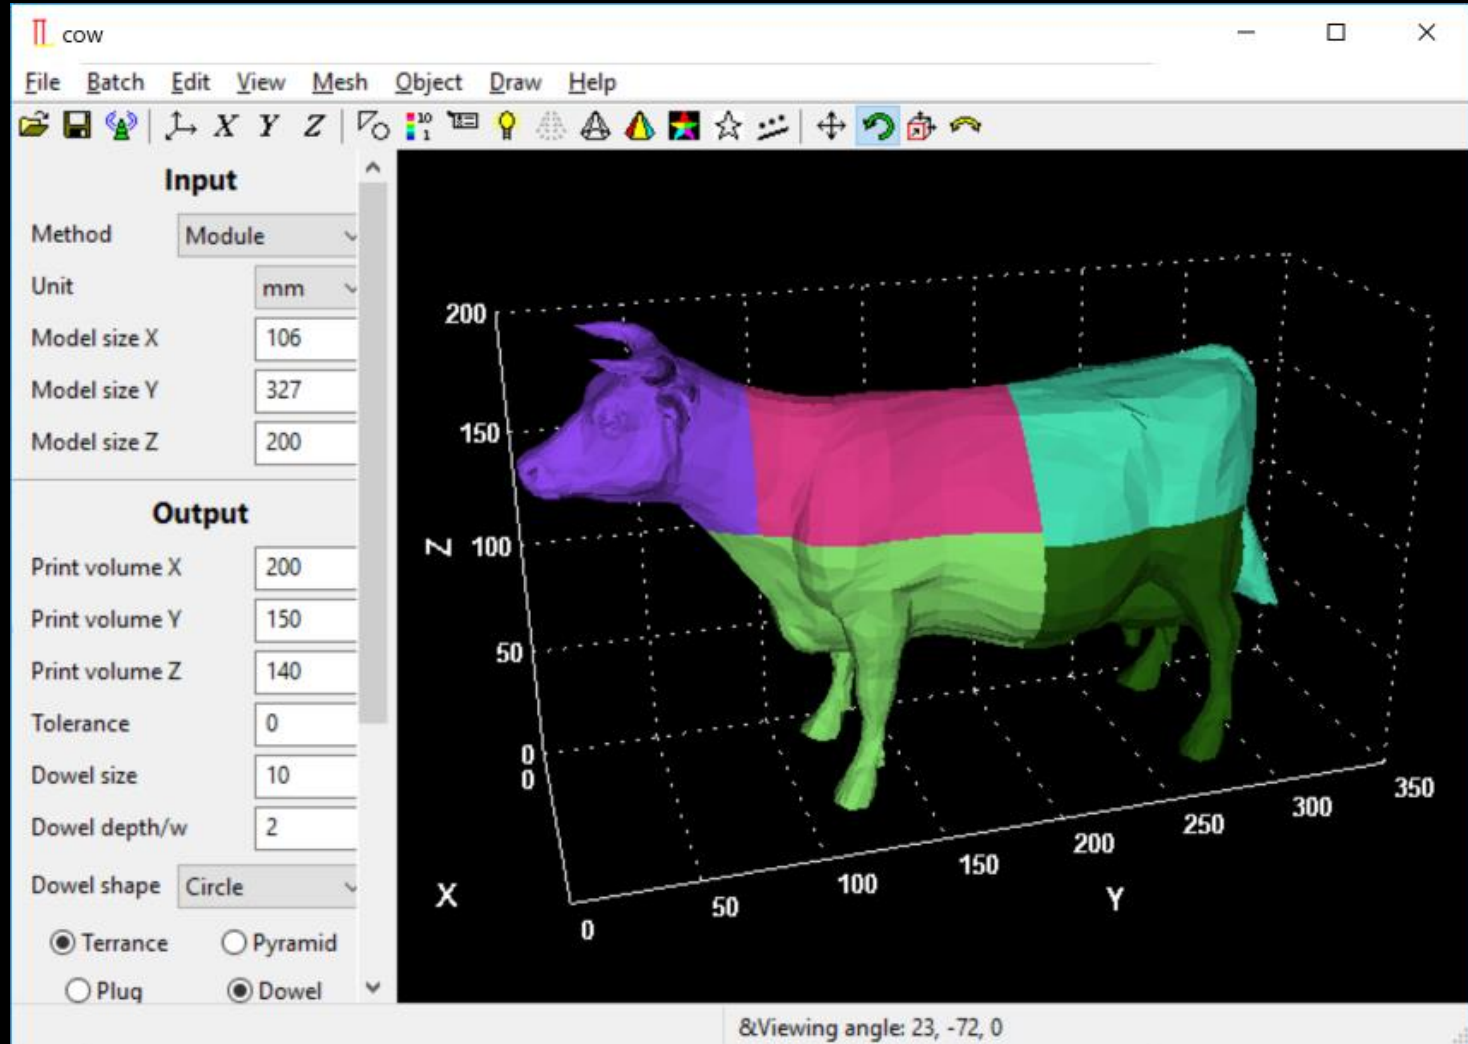 cow
File Batch Edit View Mesh Object Draw Help
X Y Z 10 1
Input
Method Module
Unit mm
Model size X 106
Model size Y 327
Model size Z 200
Output
Print volume X 200
Print volume Y 150
Print volume Z 140
Tolerance 0
Dowel size 10
Dowel depth/w 2
Dowel shape Circle
Terrance Pyramid
Plug Dowel
200
150
Z 100
50
0
0
X
0 50 100 150 200 250 300 350
Y
&Viewing angle: 23, -72, 0